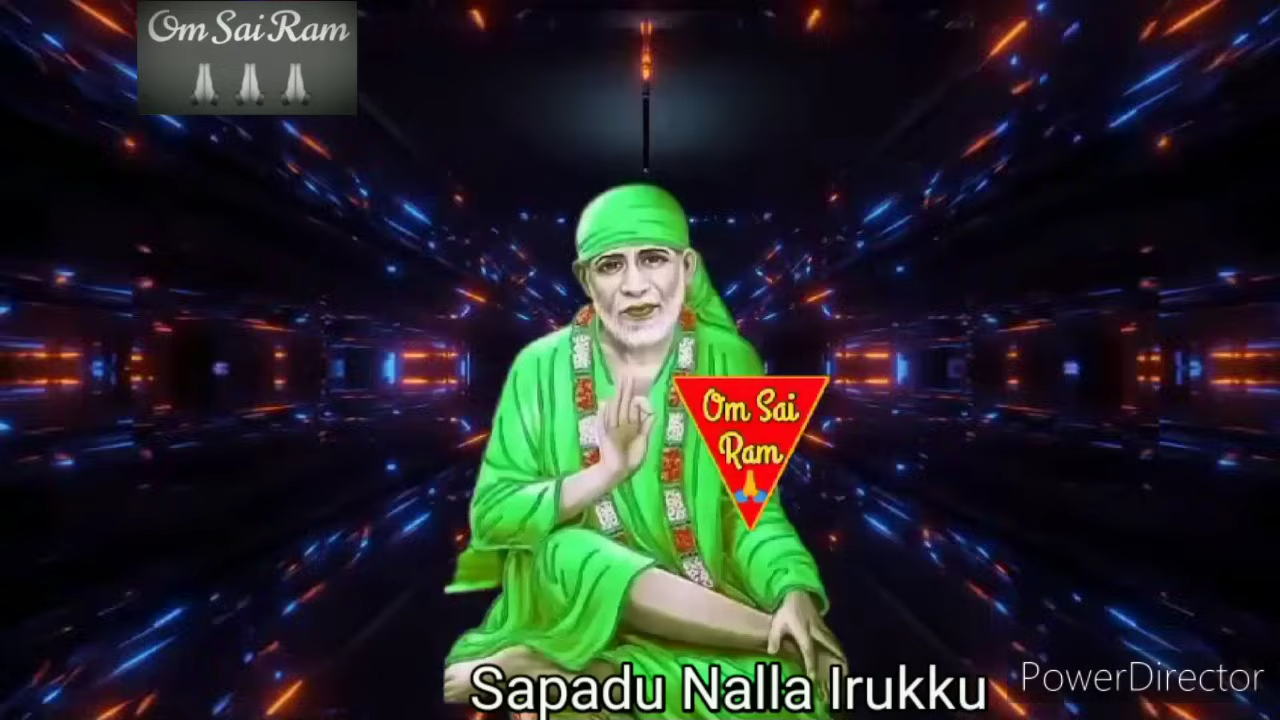 Om Sai Ram
🙏🙏🙏
Om Sai
Ram
🙏
Sapadu Nalla Irukku
PowerDirector